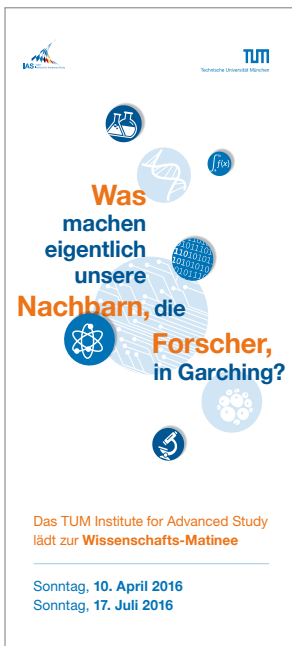 IAS
TUM
Technische Universität München
∫f(x)
Was
machen
eigentlich
unsere
Nachbarn, die
Forscher,
in Garching?
Das TUM Institute for Advanced Study
lädt zur Wissenschafts-Matinee
Sonntag, 10. April 2016
Sonntag, 17. Juli 2016